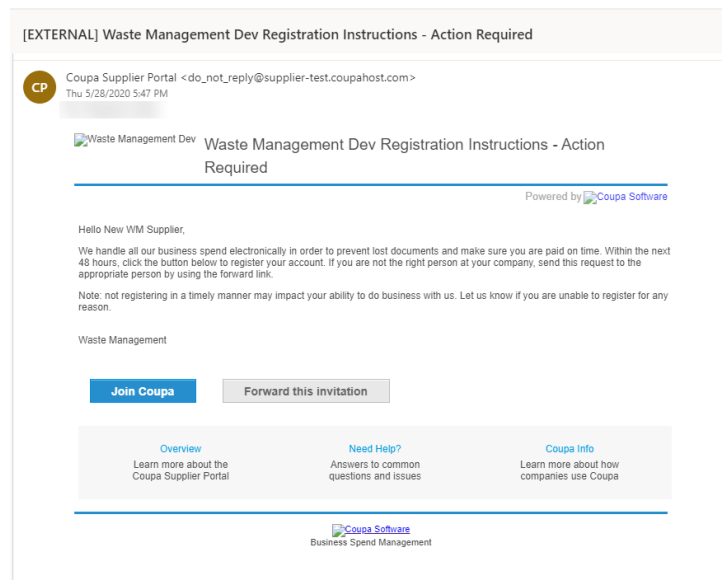 [EXTERNAL] Waste Management Dev Registration Instructions - Action Required
CP
Coupa Supplier Portal <do_not_reply@supplier-test.coupahost.com>
Thu 5/28/2020 5:47 PM
Waste Management Dev
Waste Management Dev Registration Instructions - Action
Required
Powered by Coupa Software
Hello New WM Supplier,
We handle all our business spend electronically in order to prevent lost documents and make sure you are paid on time. Within the next
48 hours, click the button below to register your account. If you are not the right person at your company, send this request to the
appropriate person by using the forward link.
Note: not registering in a timely manner may impact your ability to do business with us. Let us know if you are unable to register for any
reason.
Waste Management
Join Coupa
Forward this invitation
Overview
Learn more about the
Coupa Supplier Portal
Need Help?
Answers to common
questions and issues
Coupa Info
Learn more about how
companies use Coupa
Coupa Software
Business Spend Management